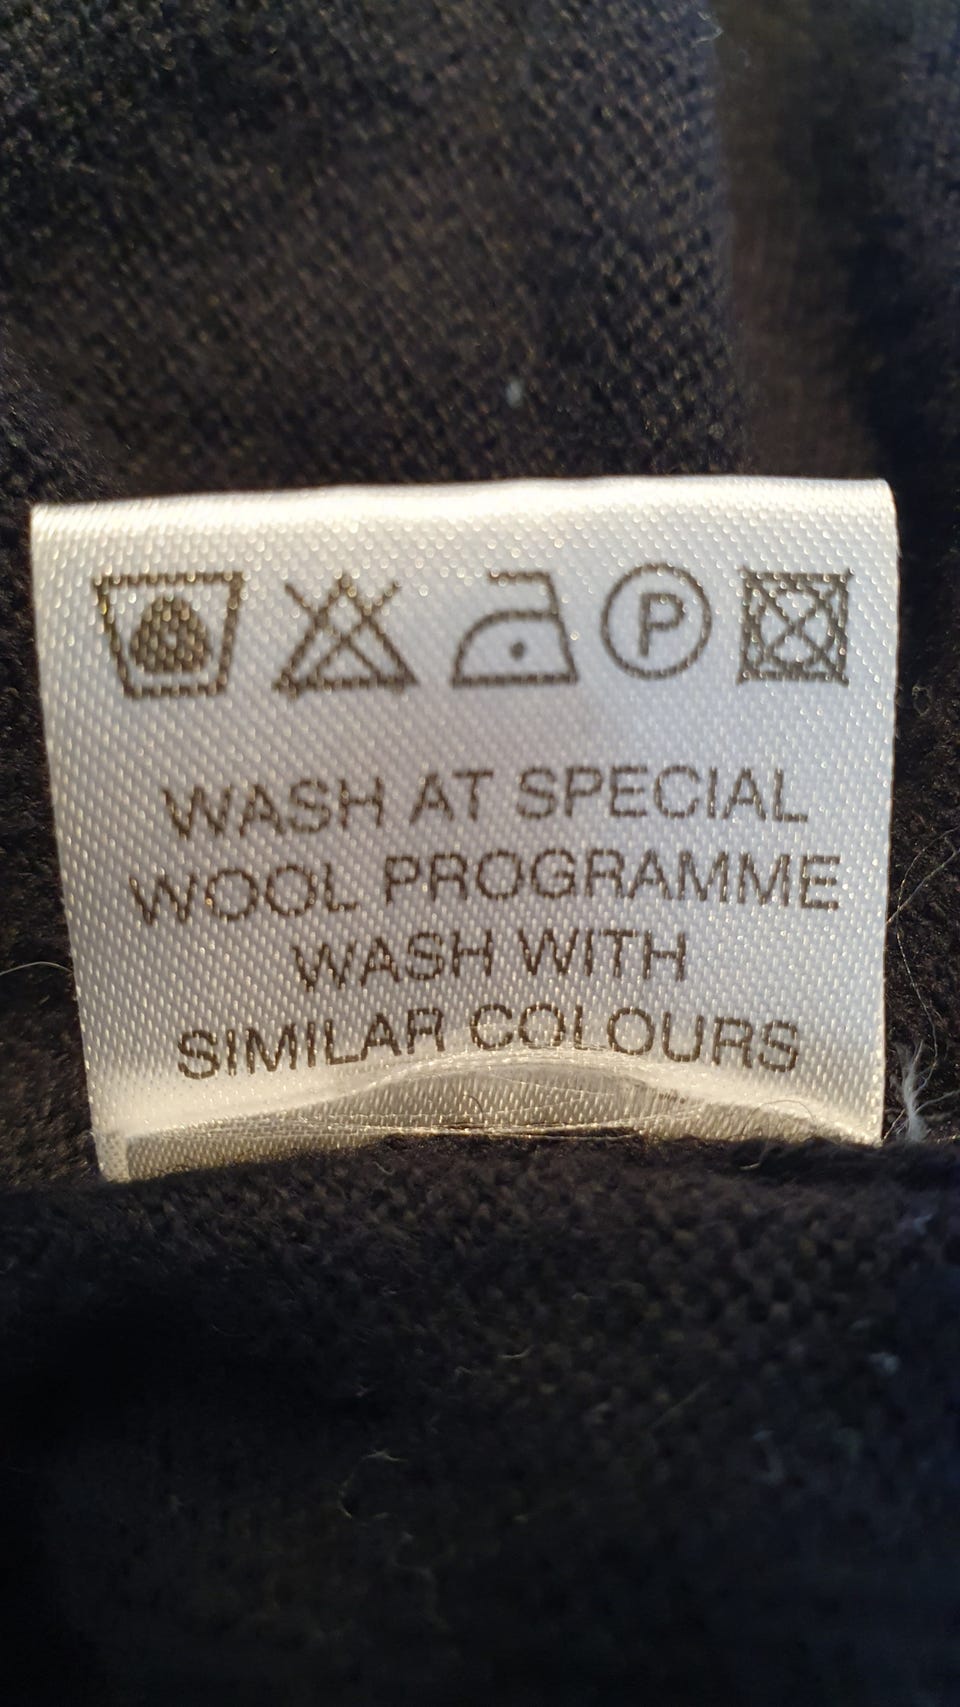 P
WASH AT SPECIAL
WOOL PROGRAMME
WASH WITH
SIMILAR COLOURS